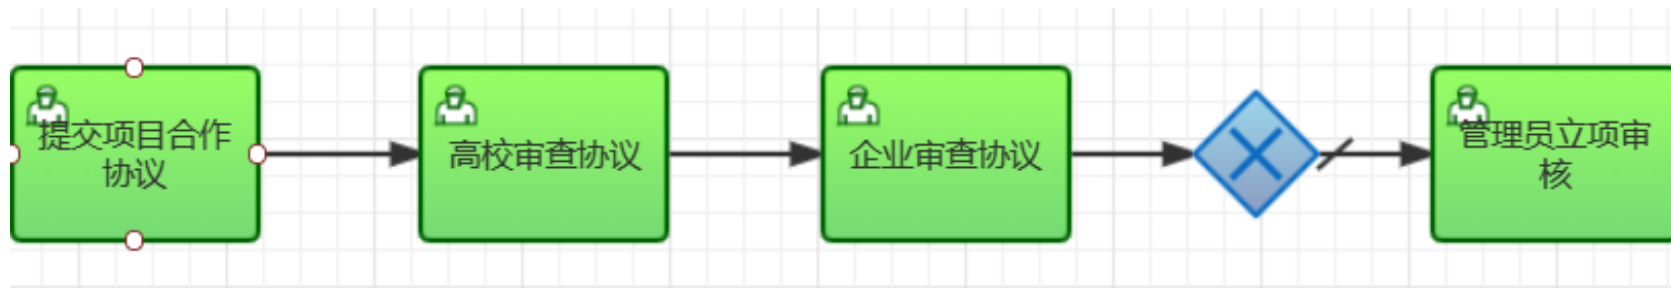 提交项目合作
协议
高校审查协议
企业审查协议
管理员立项审
核